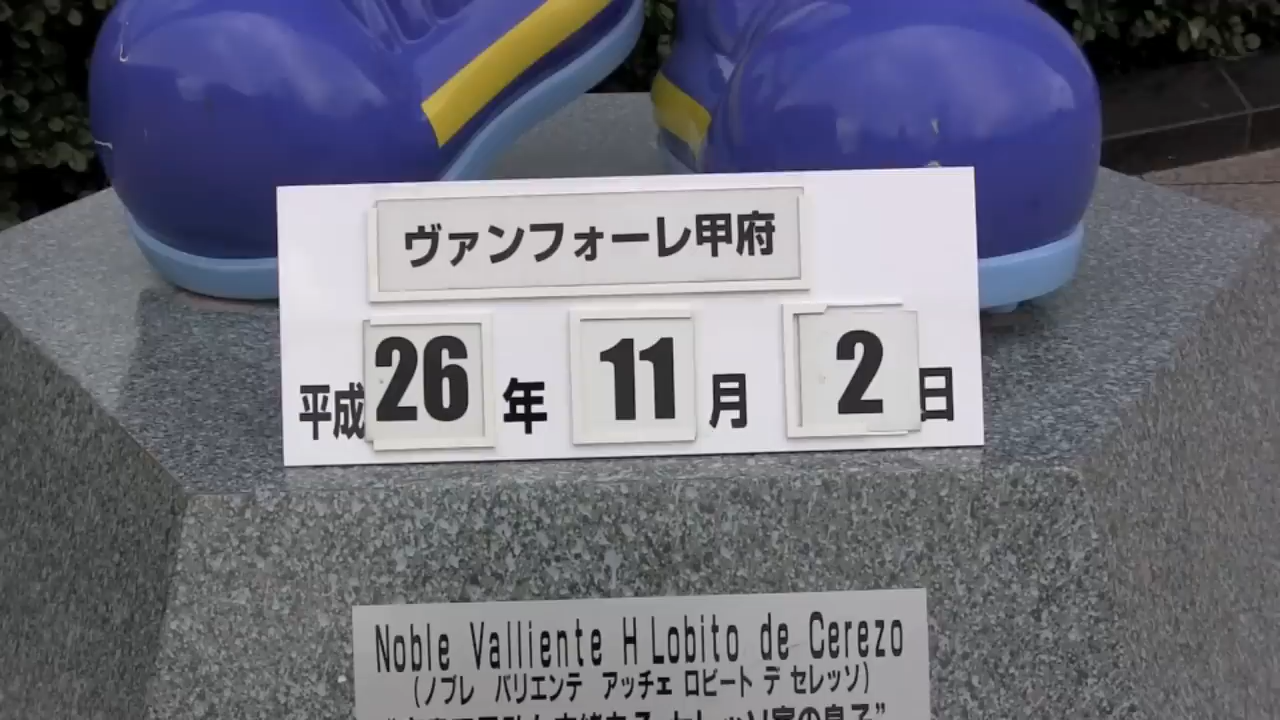 ヴァンフォーレ甲府
平成26年 11月 2日
Noble Valliente H Lobito de Cerezo
(ノブレ バリエンテ アッチェ ロビート デ セレッソ)